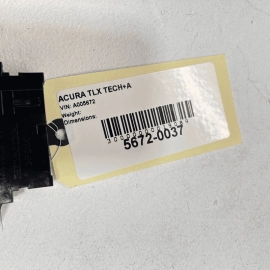 ACURA TLX TECH+A
VIN: A005672
Weight:
Dimensions:
5672-0037